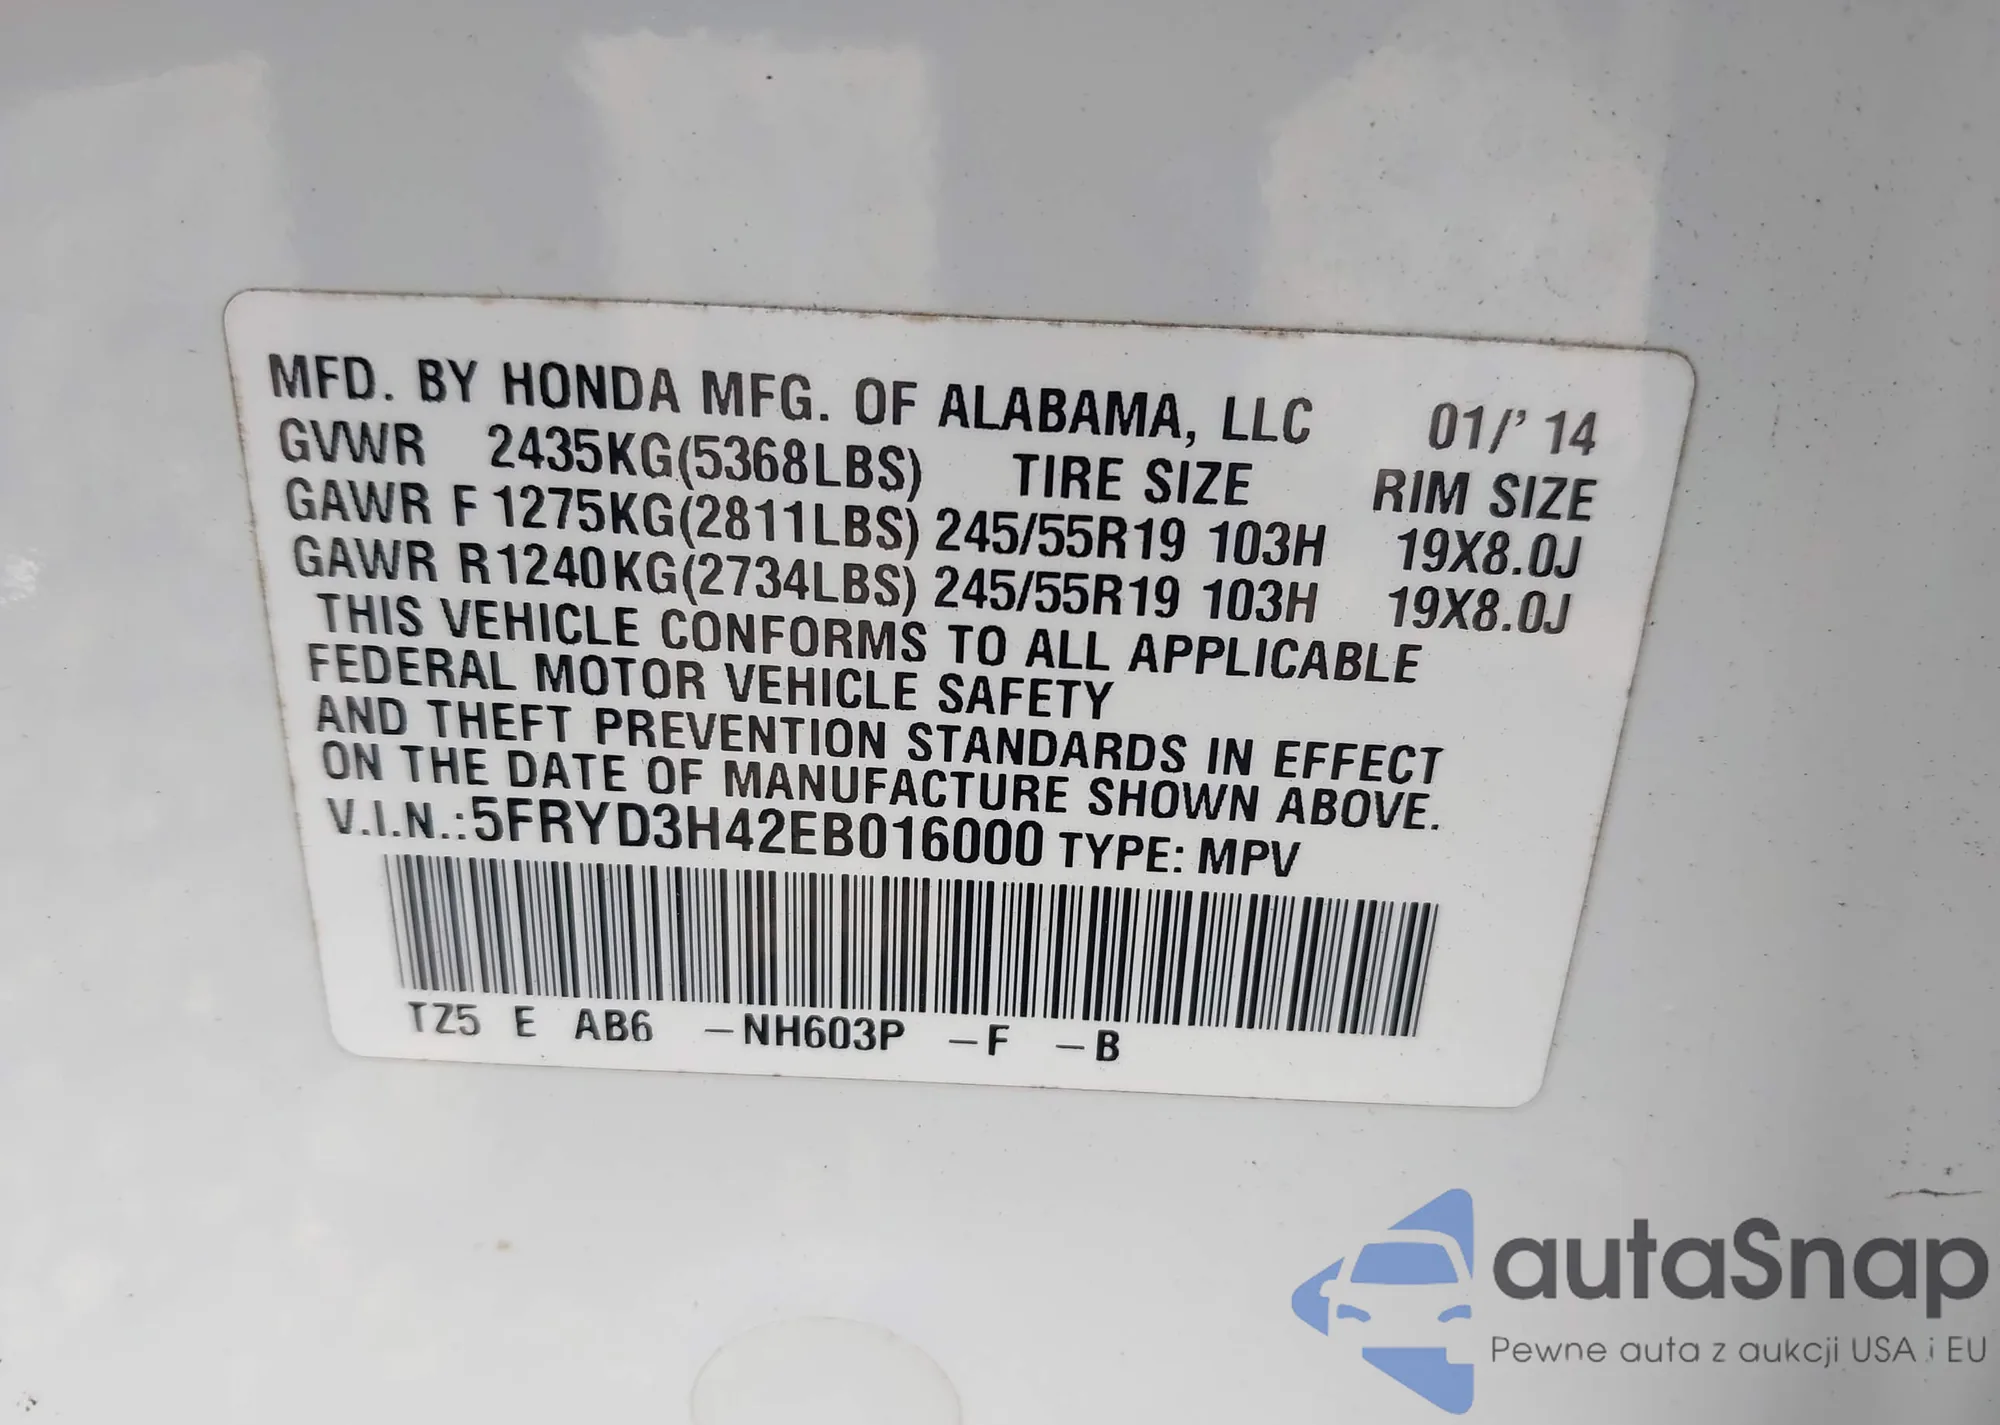 MFD. BY HONDA MFG. OF ALABAMA, LLC 01/' 14
GVWR 2435KG(5368LBS) TIRE SIZE RIM SIZE
GAWR F 1275KG(2811LBS) 245/55R19 103H 19X8.0J
GAWR R 1240KG(2734LBS) 245/55R19 103H 19X8.0J
THIS VEHICLE CONFORMS TO ALL APPLICABLE
FEDERAL MOTOR VEHICLE SAFETY
AND THEFT PREVENTION STANDARDS IN EFFECT
ON THE DATE OF MANUFACTURE SHOWN ABOVE.
V.I.N.:5FRYD3H42EB016000 TYPE: MPV
TZ5 E AB6 -NH603P -F -B
autaSnap
Pewne auta z aukcji USA i EU